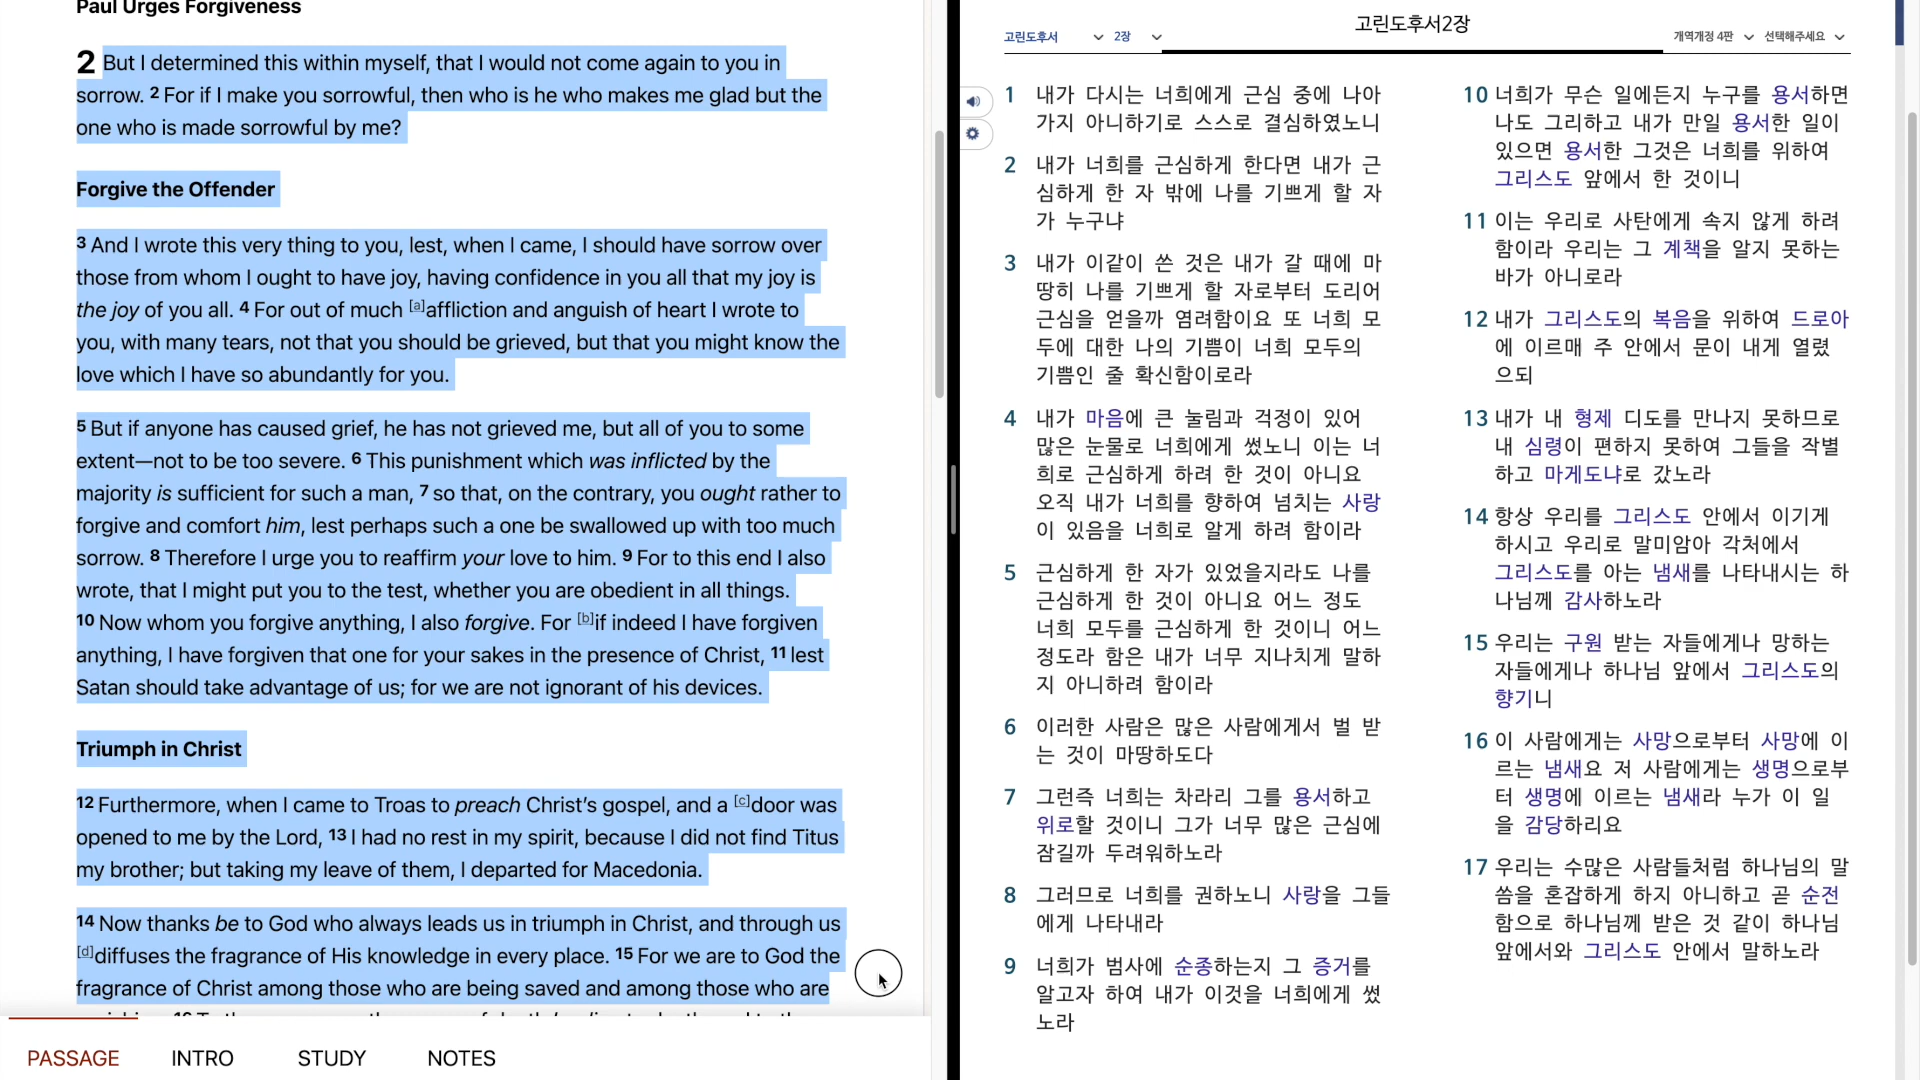 Paul Urges Forgiveness
2 But I determined this within myself, that I would not come again to you in
sorrow. 2 For if I make you sorrowful, then who is he who makes me glad but the
one who is made sorrowful by me?
Forgive the Offender
3 And I wrote this very thing to you, lest, when I came, I should have sorrow over
those from whom I ought to have joy, having confidence in you all that my joy is
the joy of you all. 4 For out of much [a]affliction and anguish of heart I wrote to
you, with many tears, not that you should be grieved, but that you might know the
love which I have so abundantly for you.
5 But if anyone has caused grief, he has not grieved me, but all of you to some
extent—not to be too severe. 6 This punishment which was inflicted by the
majority is sufficient for such a man, 7 so that, on the contrary, you ought rather to
forgive and comfort him, lest perhaps such a one be swallowed up with too much
sorrow. 8 Therefore I urge you to reaffirm your love to him. 9 For to this end I also
wrote, that I might put you to the test, whether you are obedient in all things.
10 Now whom you forgive anything, I also forgive. For [b]if indeed I have forgiven
anything, I have forgiven that one for your sakes in the presence of Christ, 11 lest
Satan should take advantage of us; for we are not ignorant of his devices.
Triumph in Christ
12 Furthermore, when I came to Troas to preach Christ's gospel, and a [c]door was
opened to me by the Lord, 13 I had no rest in my spirit, because I did not find Titus
my brother; but taking my leave of them, I departed for Macedonia.
14 Now thanks be to God who always leads us in triumph in Christ, and through us
[d]diffuses the fragrance of His knowledge in every place. 15 For we are to God the
fragrance of Christ among those who are being saved and among those who are
PASSAGE INTRO STUDY NOTES
고린도후서2장
고린도후서 2장 개역개정 4판 선택해주세요
1 내가 다시는 너희에게 근심 중에 나아
가지 아니하기로 스스로 결심하였노니
2 내가 너희를 근심하게 한다면 내가 근
심하게 한 자 밖에 나를 기쁘게 할 자
가 누구냐
3 내가 이같이 쓴 것은 내가 갈 때에 마
땅히 나를 기쁘게 할 자로부터 도리어
근심을 얻을까 염려함이요 또 너희 모
두에 대한 나의 기쁨이 너희 모두의
기쁨인 줄 확신함이로라
4 내가 마음에 큰 눌림과 걱정이 있어
많은 눈물로 너희에게 썼노니 이는 너
희로 근심하게 하려 한 것이 아니요
오직 내가 너희를 향하여 넘치는 사랑
이 있음을 너희로 알게 하려 함이라
5 근심하게 한 자가 있었을지라도 나를
근심하게 한 것이 아니요 어느 정도
너희 모두를 근심하게 한 것이니 어느
정도라 함은 내가 너무 지나치게 말하
지 아니하려 함이라
6 이러한 사람은 많은 사람에게서 벌 받
는 것이 마땅하도다
7 그런즉 너희는 차라리 그를 용서하고
위로할 것이니 그가 너무 많은 근심에
잠길까 두려워하노라
8 그러므로 너희를 권하노니 사랑을 그들
에게 나타내라
9 너희가 범사에 순종하는지 그 증거를
알고자 하여 내가 이것을 너희에게 썼
노라
10 너희가 무슨 일에든지 누구를 용서하면
나도 그리하고 내가 만일 용서한 일이
있으면 용서한 그것은 너희를 위하여
그리스도 앞에서 한 것이니
11 이는 우리로 사탄에게 속지 않게 하려
함이라 우리는 그 계책을 알지 못하는
바가 아니로라
12 내가 그리스도의 복음을 위하여 드로아
에 이르매 주 안에서 문이 내게 열렸
으되
13 내가 내 형제 디도를 만나지 못하므로
내 심령이 편하지 못하여 그들을 작별
하고 마게도냐로 갔노라
14 항상 우리를 그리스도 안에서 이기게
하시고 우리로 말미암아 각처에서
그리스도를 아는 냄새를 나타내시는 하
나님께 감사하노라
15 우리는 구원 받는 자들에게나 망하는
자들에게나 하나님 앞에서 그리스도의
향기니
16 이 사람에게는 사망으로부터 사망에 이
르는 냄새요 저 사람에게는 생명으로부
터 생명에 이르는 냄새라 누가 이 일
을 감당하리요
17 우리는 수많은 사람들처럼 하나님의 말
씀을 혼잡하게 하지 아니하고 곧 순전
함으로 하나님께 받은 것 같이 하나님
앞에서와 그리스도 안에서 말하노라